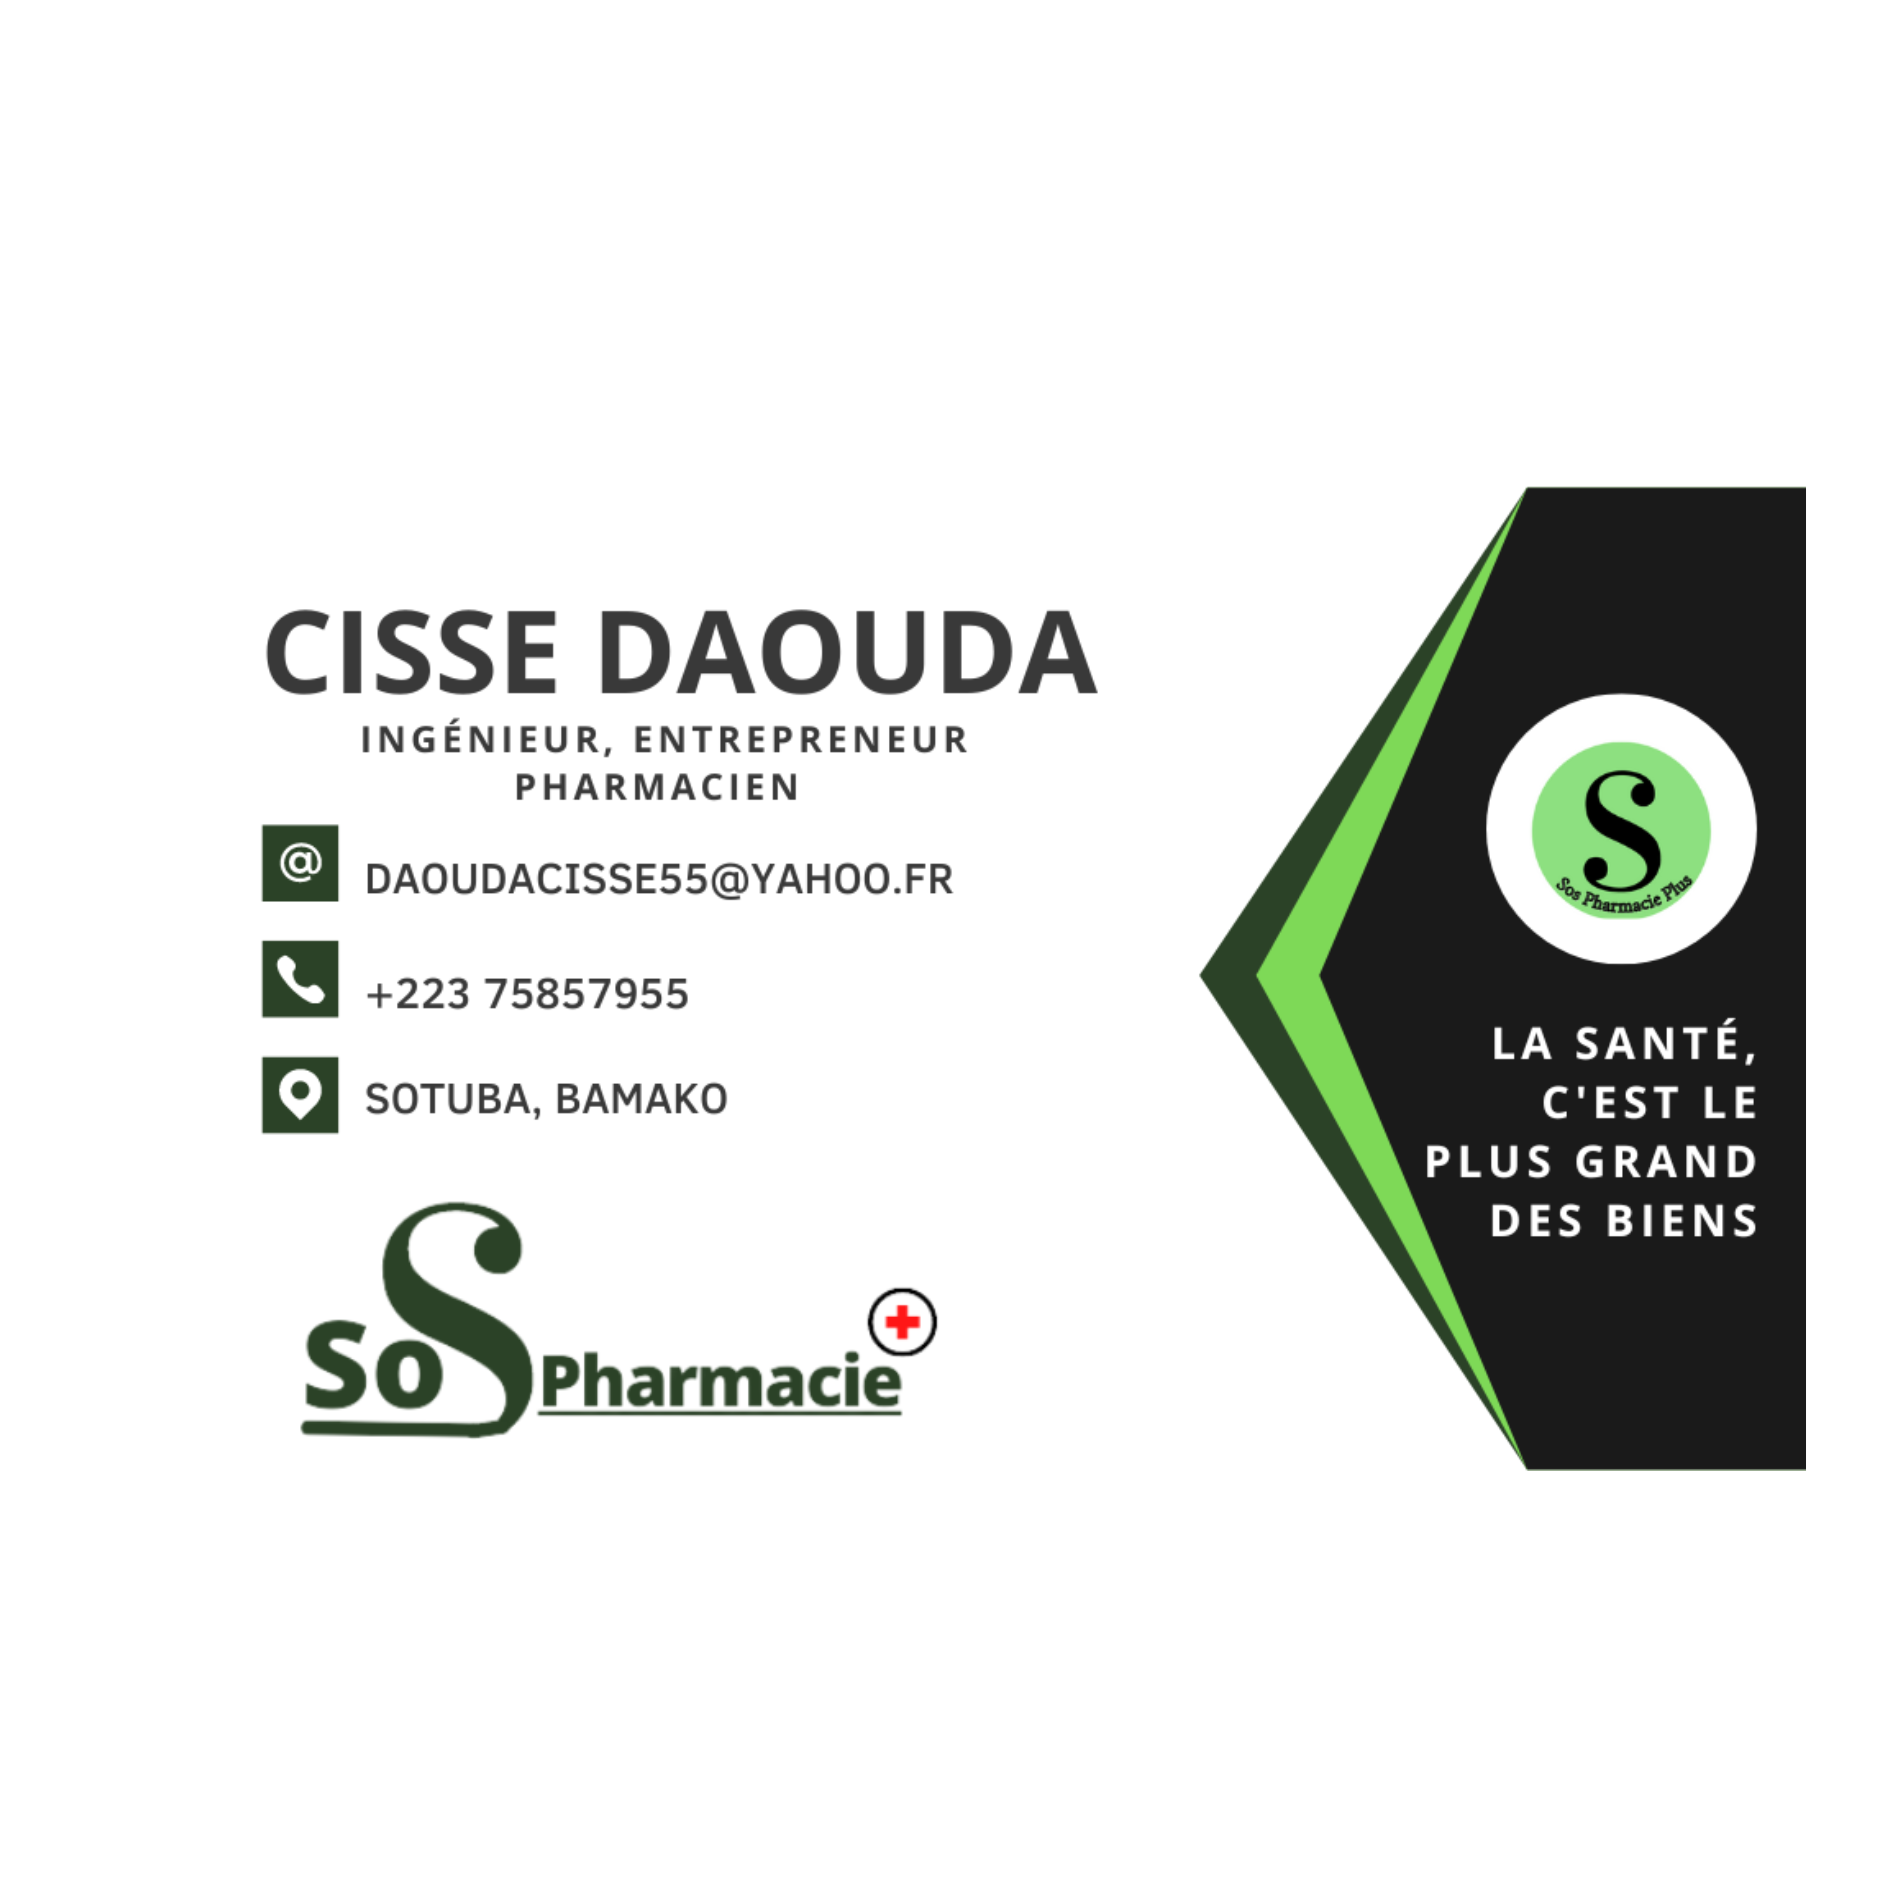 CISSE DAOUDA
INGÉNIEUR, ENTREPRENEUR
PHARMACIEN
@ DAOUDACISSE55@YAHOO.FR
+223 75857955
SOTUBA, BAMAKO
SoS Pharmacie
S
Sos Pharmacie Plus
LA SANTÉ,
C'EST LE
PLUS GRAND
DES BIENS